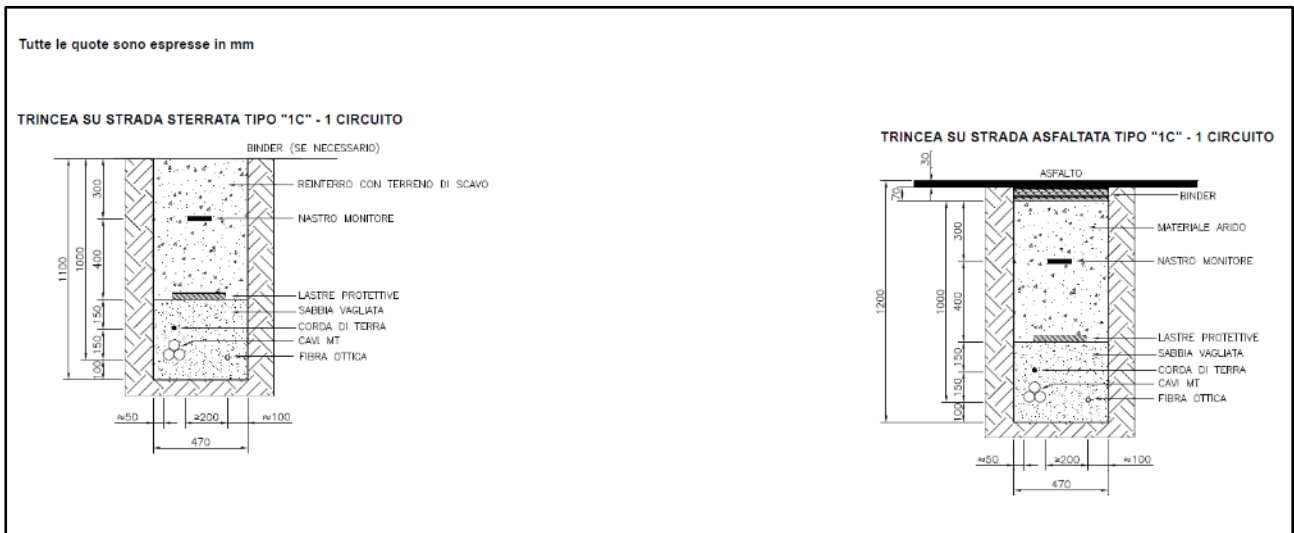 Tutte le quote sono espresse in mm
TRINCEA SU STRADA STERRATA TIPO "1C" - 1 CIRCUITO
BINDER (SE NECESSARIO)
REINTERRO CON TERRENO DI SCAVO
NASTRO MONITORE
LASTRE PROTETTIVE
SABBIA VAGLIATA
CORDA DI TERRA
CAVI MT
FIBRA OTTICA
300
400
150
150
100
1000
1100
≈50
≥200
≈100
470
TRINCEA SU STRADA ASFALTATA TIPO "1C" - 1 CIRCUITO
30
ASFALTO
70
BINDER
MATERIALE ARIDO
NASTRO MONITORE
LASTRE PROTETTIVE
SABBIA VAGLIATA
CORDA DI TERRA
CAVI MT
FIBRA OTTICA
300
400
150
150
100
1000
1200
≈50
≥200
≈100
470